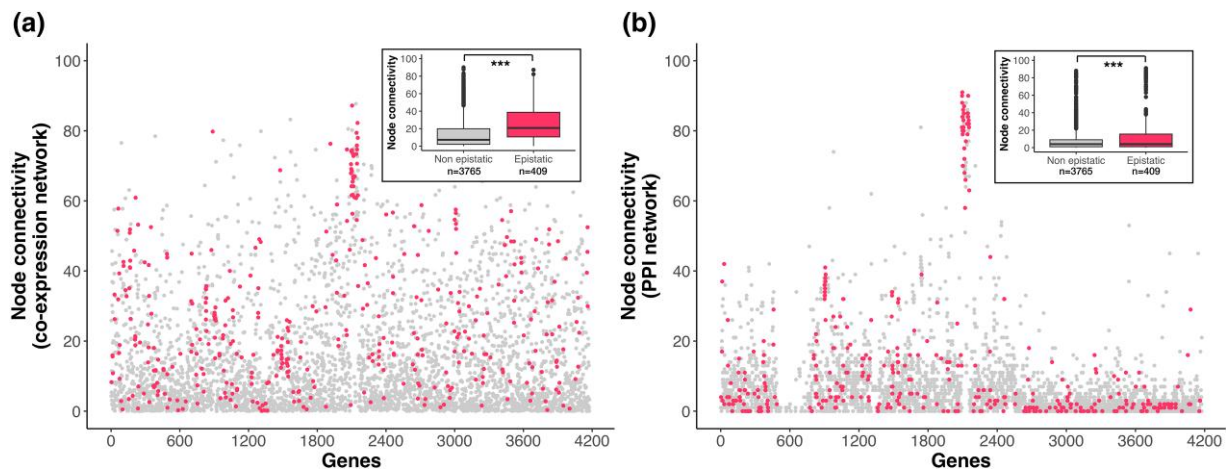 (a)
Node connectivity
(co-expression network)
100
80
60
40
20
0
0 600 1200 1800 2400 3000 3600 4200
Genes
Node connectivity
100
80
60
40
20
0
***
Non epistatic Epistatic
n=3765 n=409
(b)
Node connectivity
(PPI network)
100
80
60
40
20
0
0 600 1200 1800 2400 3000 3600 4200
Genes
Node connectivity
100
80
60
40
20
0
***
Non epistatic Epistatic
n=3765 n=409